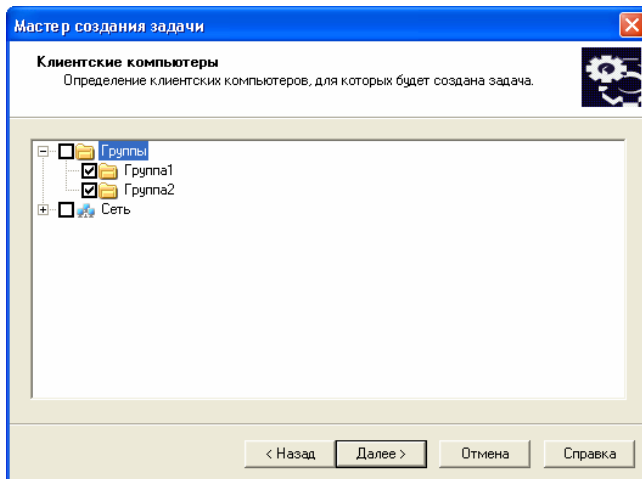 Мастер создания задачи
Клиентские компьютеры
Определение клиентских компьютеров, для которых будет создана задача.
Группы
Группа1
Группа2
Сеть
< Назад Далее > Отмена Справка